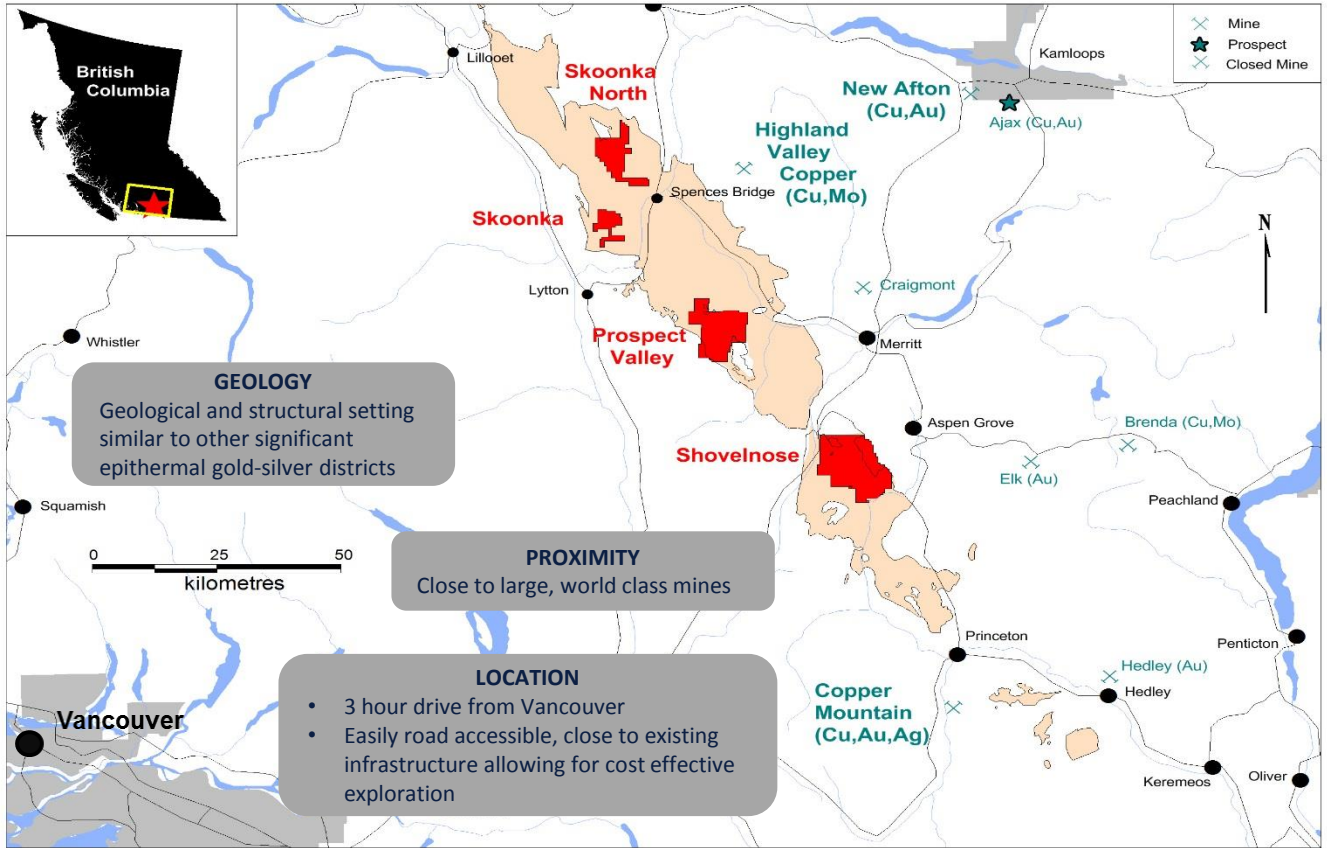 British
Columbia
Mine
Prospect
Closed Mine
Lillooet
Kamloops
Skoonka
North
New Afton
(Cu,Au)
Ajax (Cu,Au)
Highland
Valley
Copper
(Cu,Mo)
Spences Bridge
Skoonka
N
Lytton
Craigmont
Whistler
Prospect
Valley
Merritt
GEOLOGY
Geological and structural setting
similar to other significant
epithermal gold-silver districts
Aspen Grove
Brenda (Cu,Mo)
Shovelnose
Elk (Au)
Peachland
Squamish
0 25 50
kilometres
PROXIMITY
Close to large, world class mines
Princeton
Penticton
LOCATION
• 3 hour drive from Vancouver
• Easily road accessible, close to existing
infrastructure allowing for cost effective
exploration
Hedley (Au)
Hedley
Copper
Mountain
(Cu,Au,Ag)
Vancouver
Keremeos
Oliver